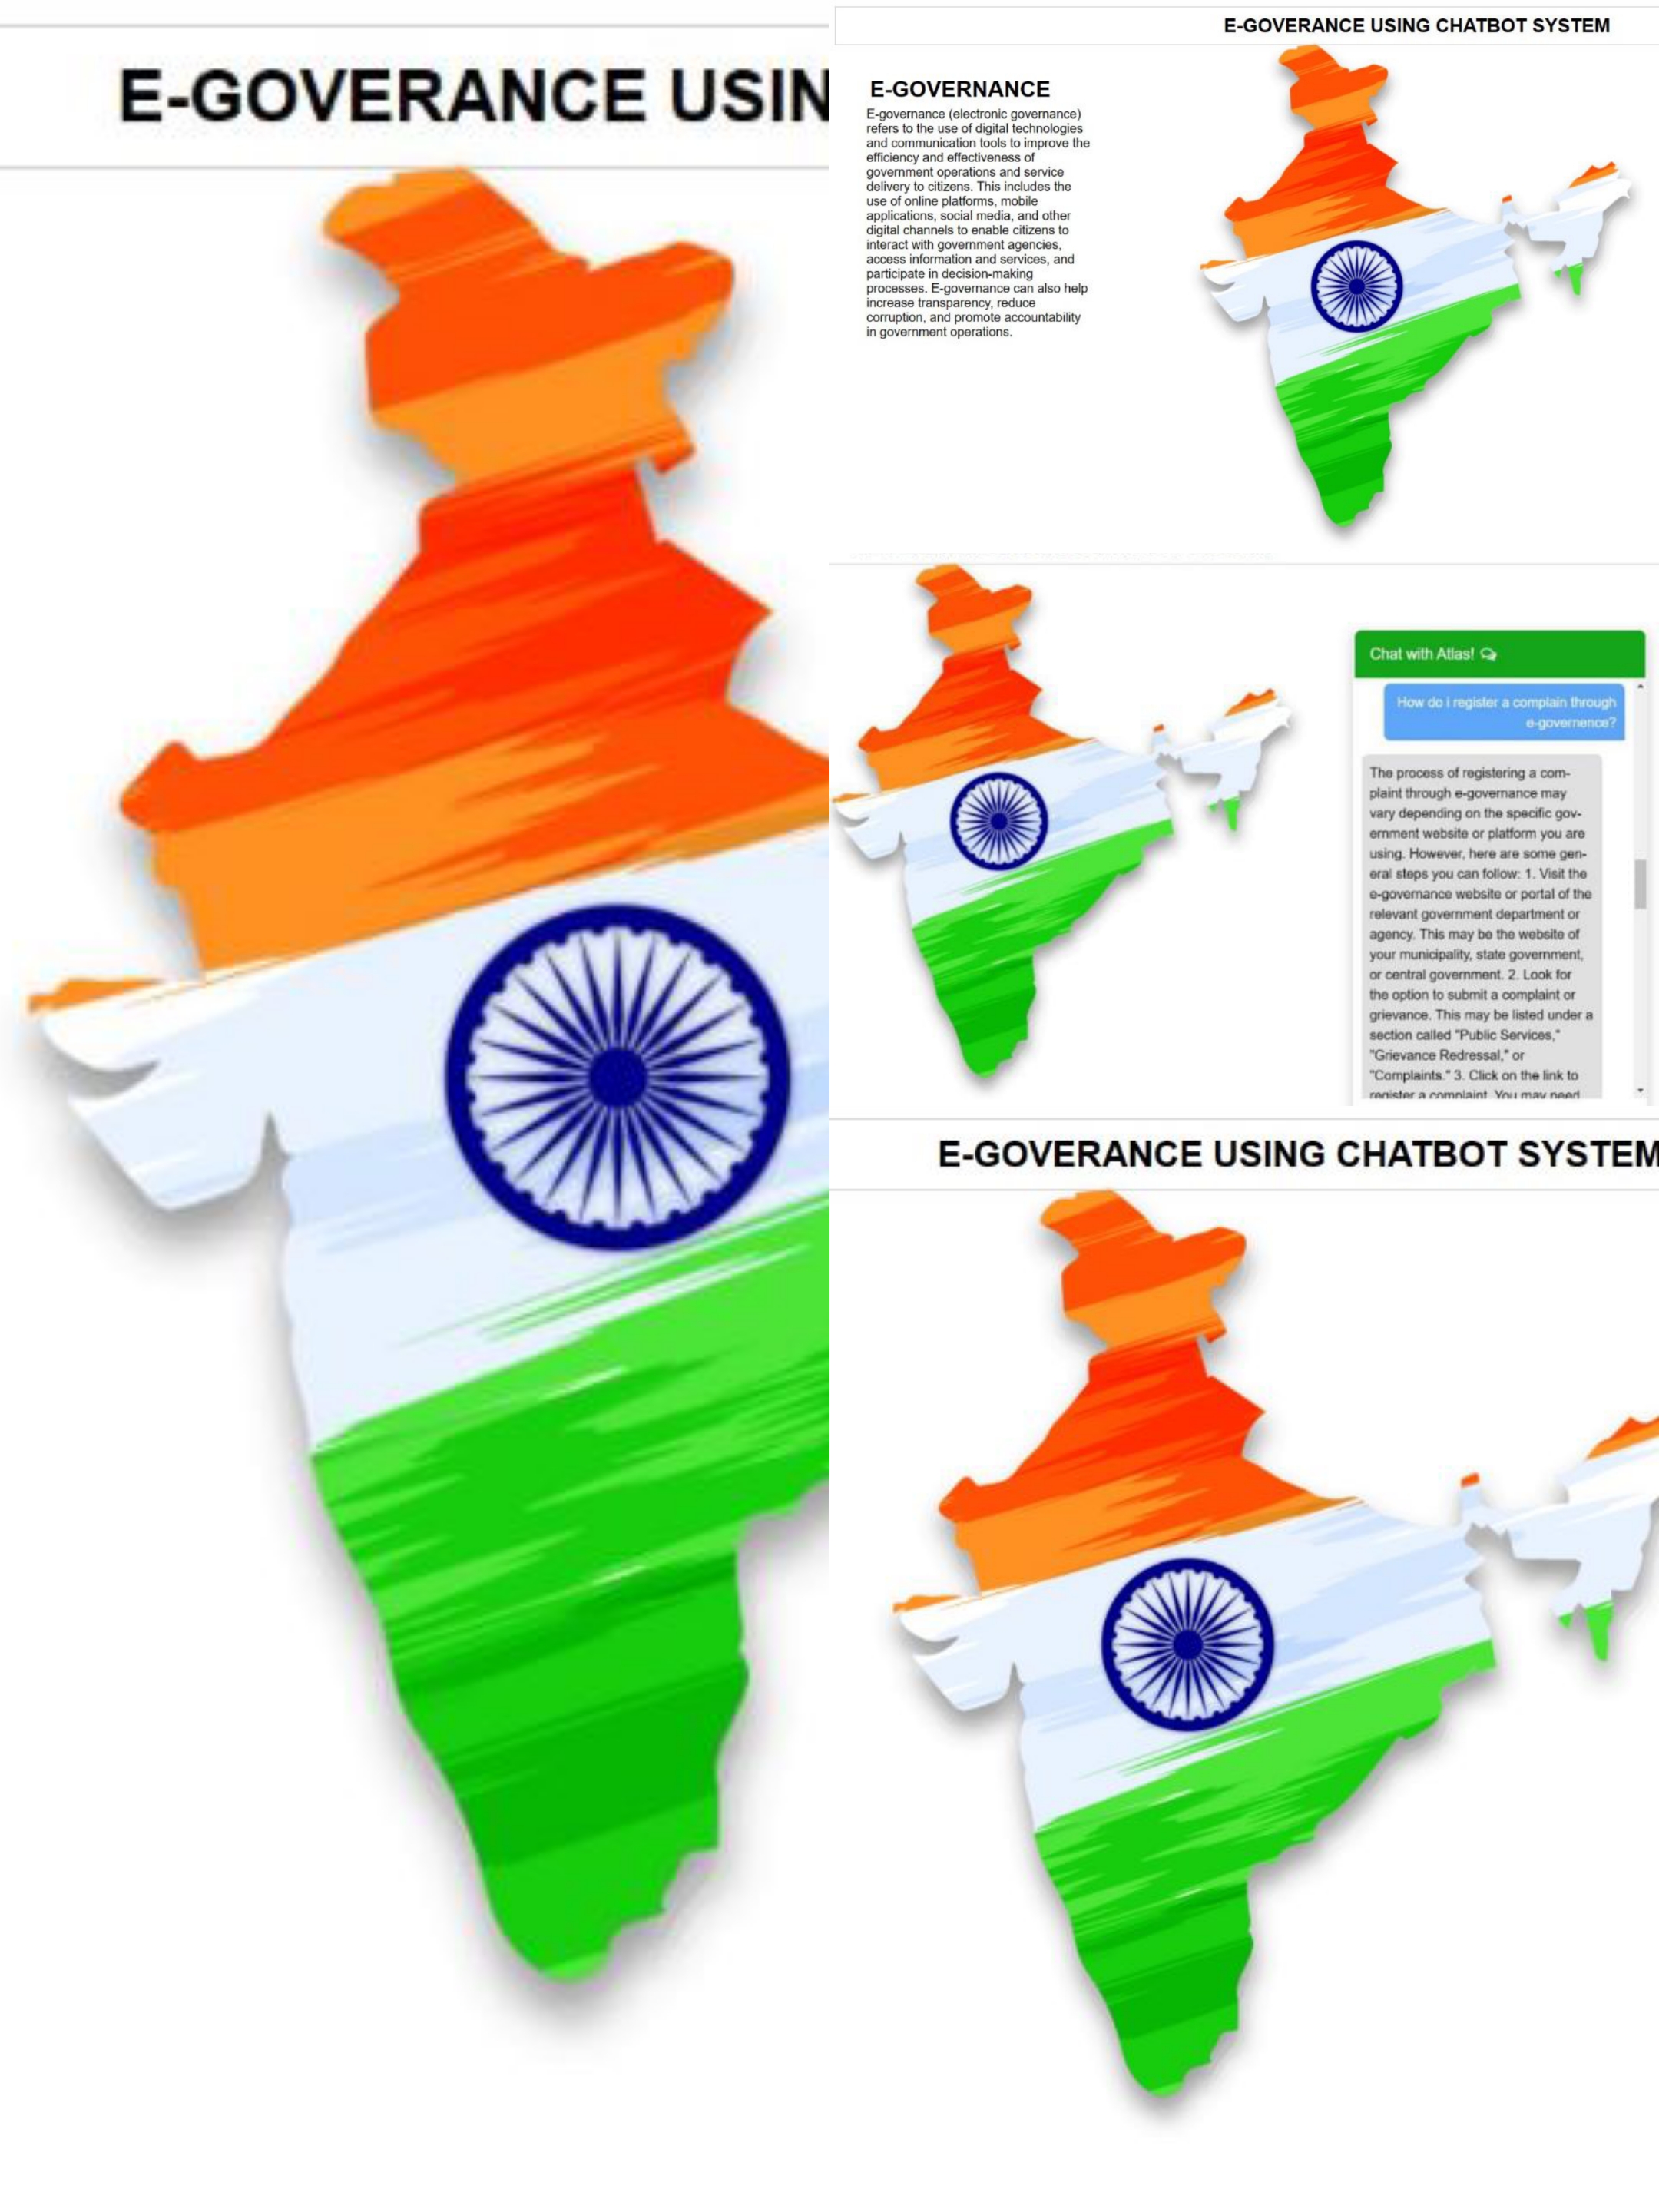 E-GOVERANCE USIN
E-GOVERANCE USING CHATBOT SYSTEM
E-GOVERNANCE
E-governance (electronic governance)
refers to the use of digital technologies
and communication tools to improve the
efficiency and effectiveness of
government operations and service
delivery to citizens. This includes the
use of online platforms, mobile
applications, social media, and other
digital channels to enable citizens to
interact with government agencies,
access information and services, and
participate in decision-making
processes. E-governance can also help
increase transparency, reduce
corruption, and promote accountability
in government operations.
Chat with Atlas!
How do i register a complain through
e-governence?
The process of registering a com-
plaint through e-governance may
vary depending on the specific gov-
ernment website or platform you are
using. However, here are some gen-
eral steps you can follow: 1. Visit the
e-governance website or portal of the
relevant government department or
agency. This may be the website of
your municipality, state government,
or central government. 2. Look for
the option to submit a complaint or
grievance. This may be listed under a
section called "Public Services,"
"Grievance Redressal," or
"Complaints." 3. Click on the link to
register a complaint. You may need
E-GOVERANCE USING CHATBOT SYSTEM